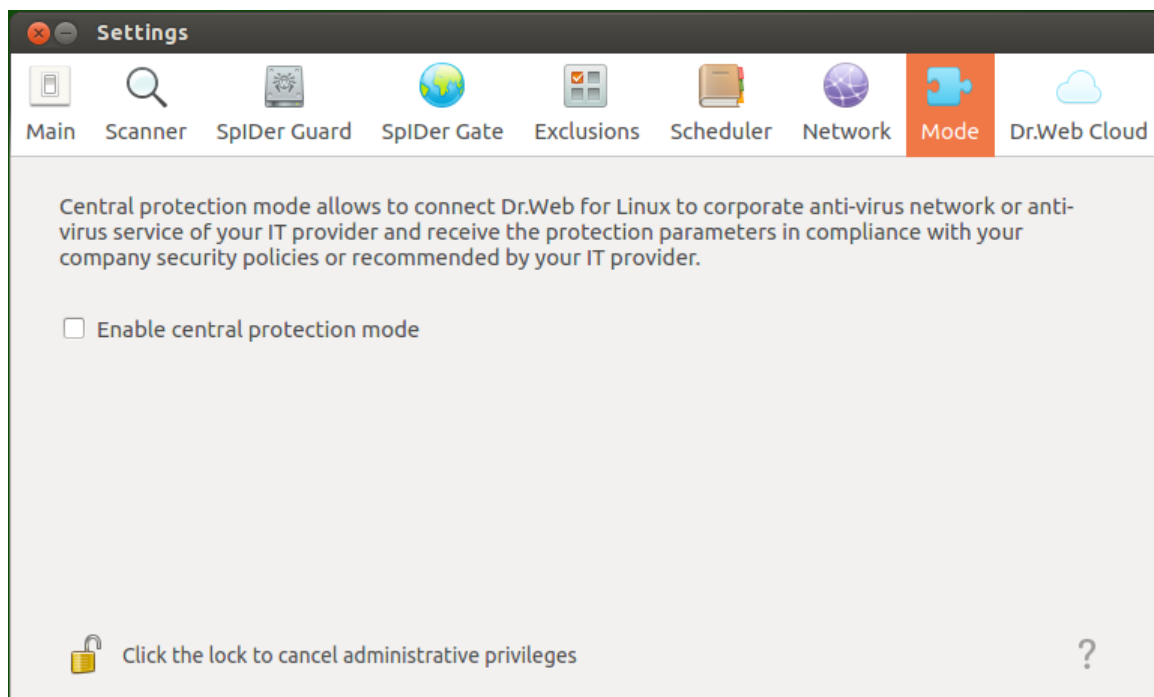 Settings
Main Scanner SpIDer Guard SpIDer Gate Exclusions Scheduler Network Mode Dr.Web Cloud
Central protection mode allows to connect Dr.Web for Linux to corporate anti-virus network or anti-
virus service of your IT provider and receive the protection parameters in compliance with your
company security policies or recommended by your IT provider.
Enable central protection mode
Click the lock to cancel administrative privileges
?